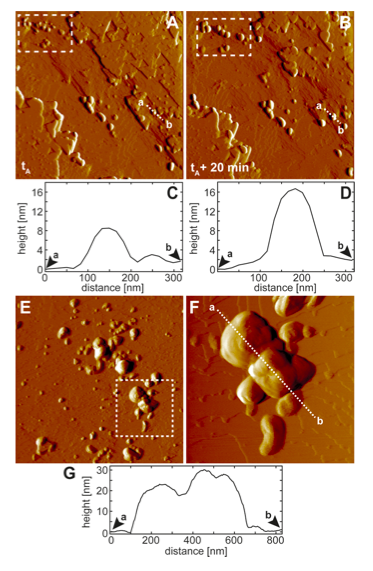 A
B
a
b
a
b
tA
tA+ 20 min
C
D
height [nm]
16
12
8
4
0
a
b
0
100
200
300
distance [nm]
height [nm]
16
12
8
4
0
a
b
0
100
200
300
distance [nm]
E
F
a
b
G
height [nm]
30
20
10
0
a
b
0
200
400
600
800
distance [nm]